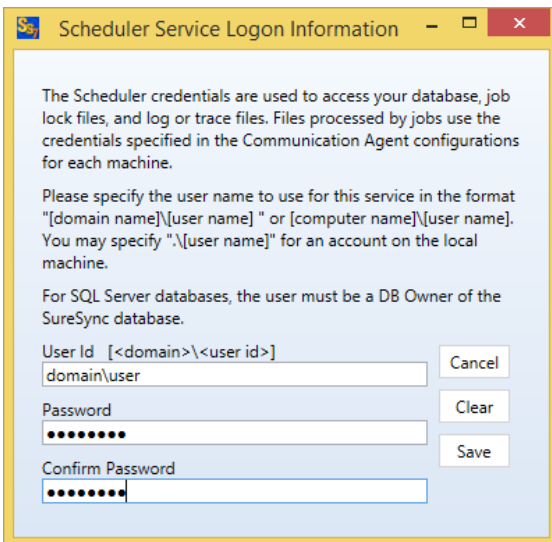 SS7
Scheduler Service Logon Information
The Scheduler credentials are used to access your database, job
lock files, and log or trace files. Files processed by jobs use the
credentials specified in the Communication Agent configurations
for each machine.
Please specify the user name to use for this service in the format
"[domain name]\[user name] " or [computer name]\[user name].
You may specify ".\[user name]" for an account on the local
machine.
For SQL Server databases, the user must be a DB Owner of the
SureSync database.
User Id [<domain>\<user id>]
domain\user
Cancel
Password
Clear
●●●●●●●●
Save
Confirm Password
●●●●●●●●